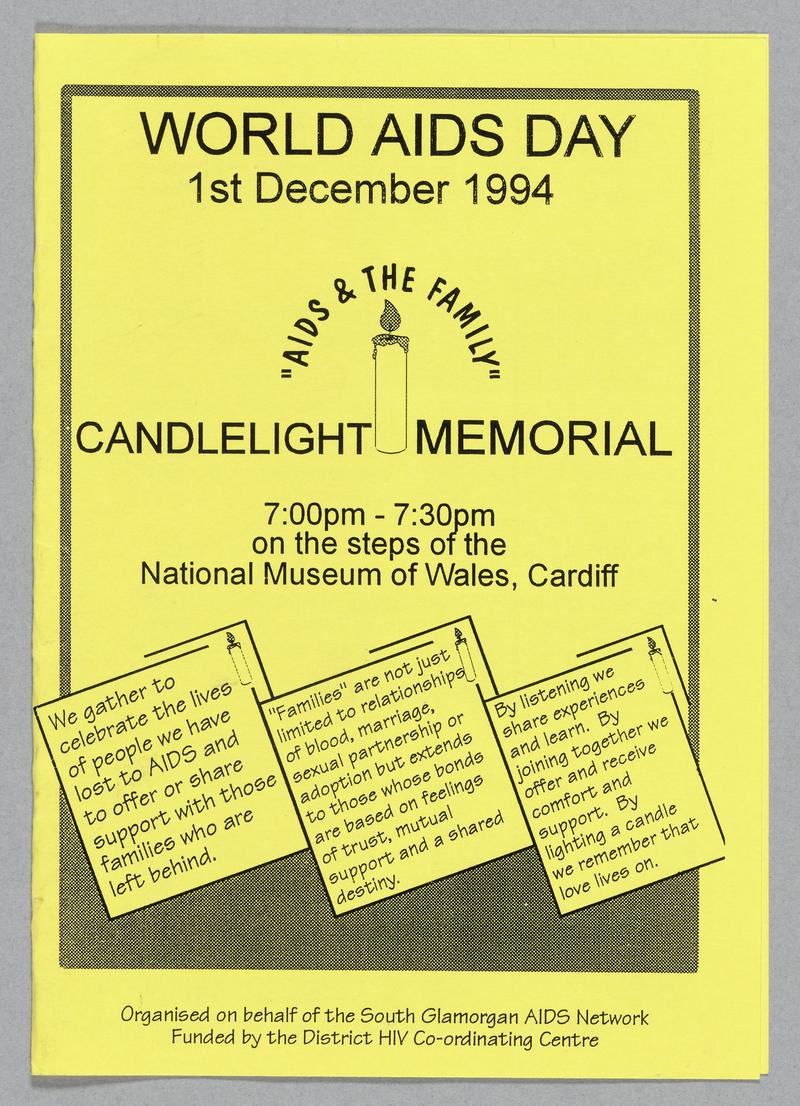 WORLD AIDS DAY
1st December 1994
"AIDS & THE FAMILY"
CANDLELIGHT MEMORIAL
7:00pm - 7:30pm
on the steps of the
National Museum of Wales, Cardiff
We gather to
celebrate the lives
of people we have
lost to AIDS and
to offer or share
support with those
families who are
left behind.
"Families" are not just
limited to relationships
of blood, marriage,
sexual partnership or
adoption but extends
to those whose bonds
are based on feelings
of trust, mutual
support and a shared
destiny.
By listening we
share experiences
and learn. By
joining together we
offer and receive
comfort and
support. By
lighting a candle
we remember that
love lives on.
Organised on behalf of the South Glamorgan AIDS Network
Funded by the District HIV Co-ordinating Centre